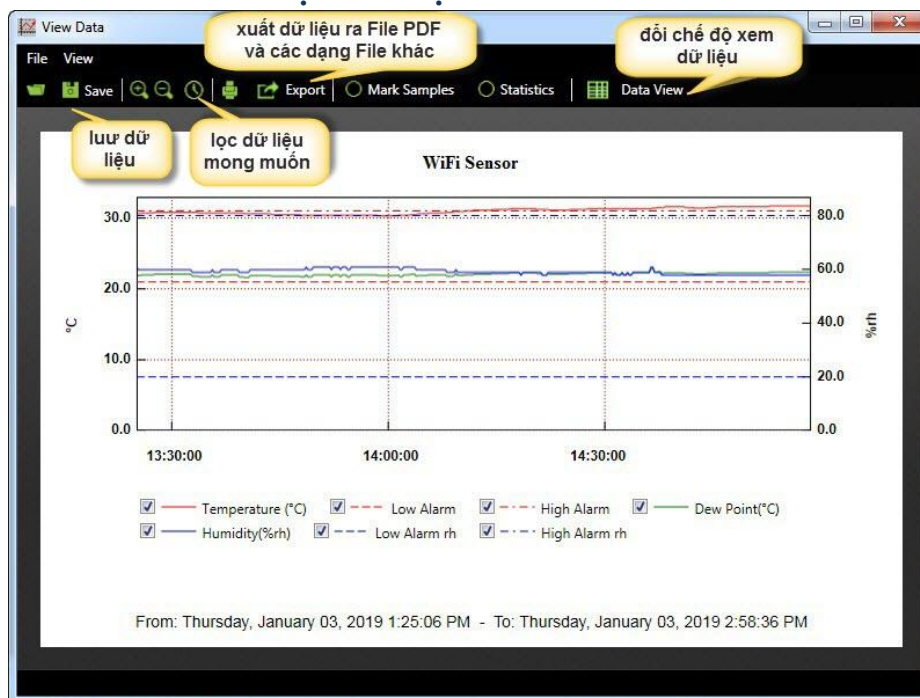 View Data
xuất dữ liệu ra File PDF
và các dạng File khác
đổi chế độ xem
dữ liệu
File View
Save Export Mark Samples Statistics Data View
luư dữ
liệu
lọc dữ liệu
mong muốn
WiFi Sensor
30.0
20.0
10.0
0.0
°C
80.0
60.0
40.0
20.0
0.0
%rh
13:30:00 14:00:00 14:30:00
Temperature (°C) Low Alarm High Alarm Dew Point(°C)
Humidity(%rh) Low Alarm rh High Alarm rh
From: Thursday, January 03, 2019 1:25:06 PM - To: Thursday, January 03, 2019 2:58:36 PM